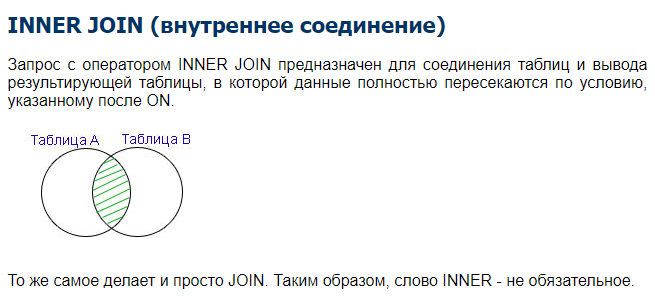 INNER JOIN (внутреннее соединение)
Запрос с оператором INNER JOIN предназначен для соединения таблиц и вывода
результирующей таблицы, в которой данные полностью пересекаются по условию,
указанному после ON.
Таблица А Таблица В
То же самое делает и просто JOIN. Таким образом, слово INNER - не обязательное.